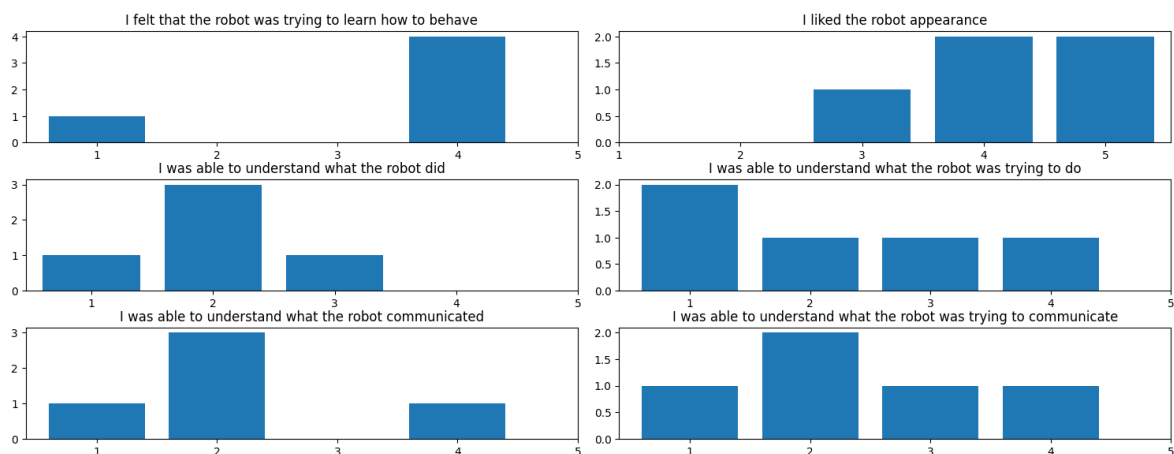 I felt that the robot was trying to learn how to behave
4
3
2
1
0
1 2 3 4 5
I liked the robot appearance
2.0
1.5
1.0
0.5
0.0
1 2 3 4 5
I was able to understand what the robot did
3
2
1
0
1 2 3 4 5
I was able to understand what the robot was trying to do
2.0
1.5
1.0
0.5
0.0
1 2 3 4 5
I was able to understand what the robot communicated
3
2
1
0
1 2 3 4 5
I was able to understand what the robot was trying to communicate
2.0
1.5
1.0
0.5
0.0
1 2 3 4 5